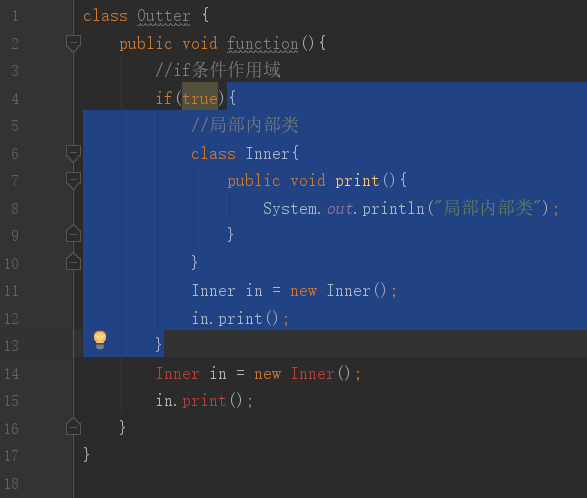 1 class Outter {
2 public void function(){
3 //if条件作用域
4 if(true){
5 //局部内部类
6 class Inner{
7 public void print(){
8 System.out.println("局部内部类");
9 }
10 }
11 Inner in = new Inner();
12 in.print();
13 }
14 Inner in = new Inner();
15 in.print();
16 }
17 }
18